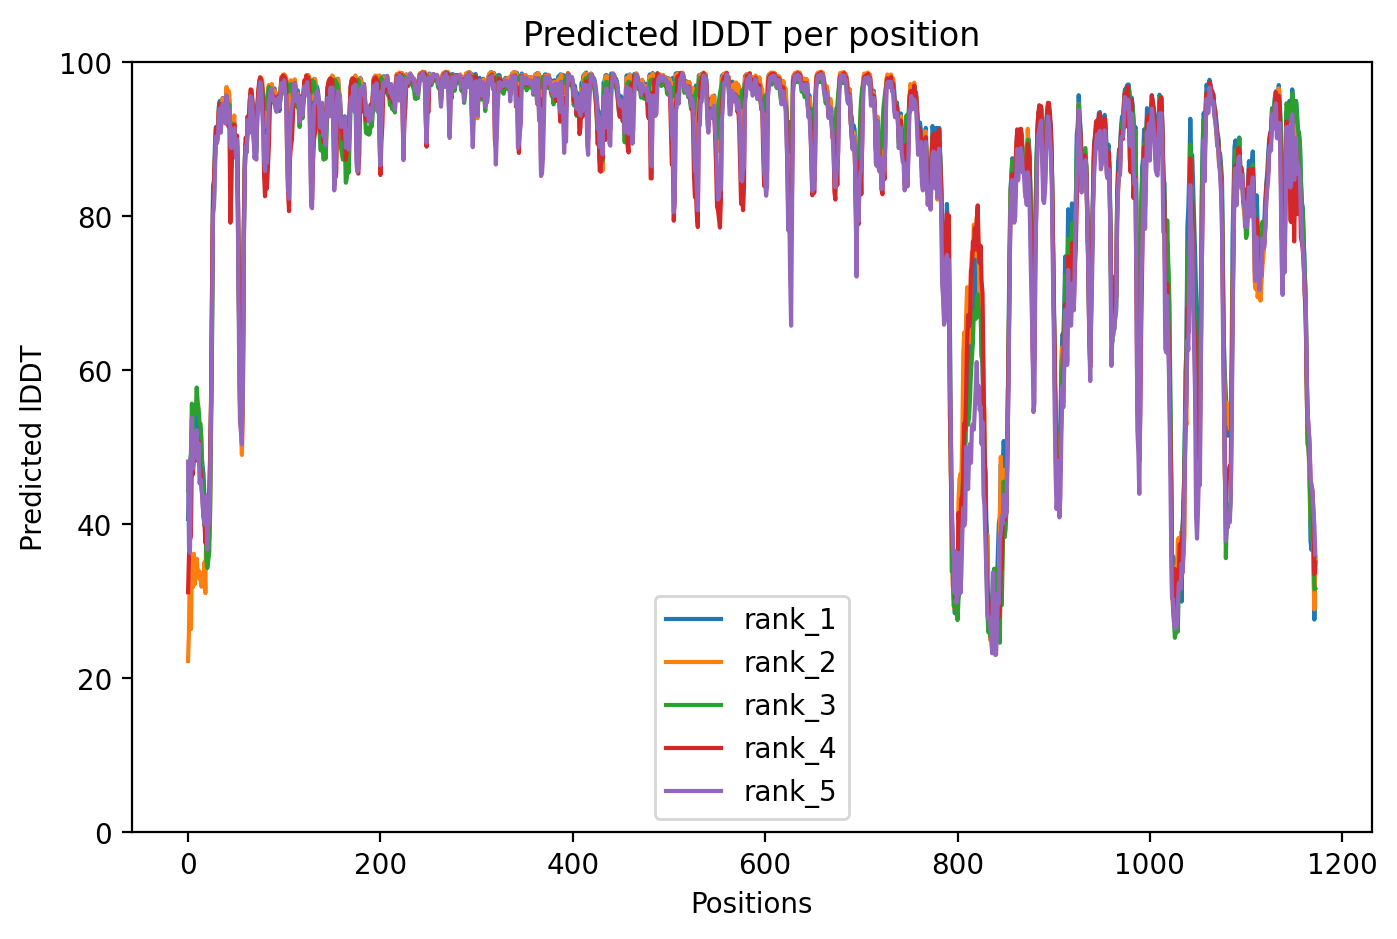 Predicted lDDT per position
Predicted lDDT
100
80
60
40
20
0
rank_1
rank_2
rank_3
rank_4
rank_5
0 200 400 600 800 1000 1200
Positions